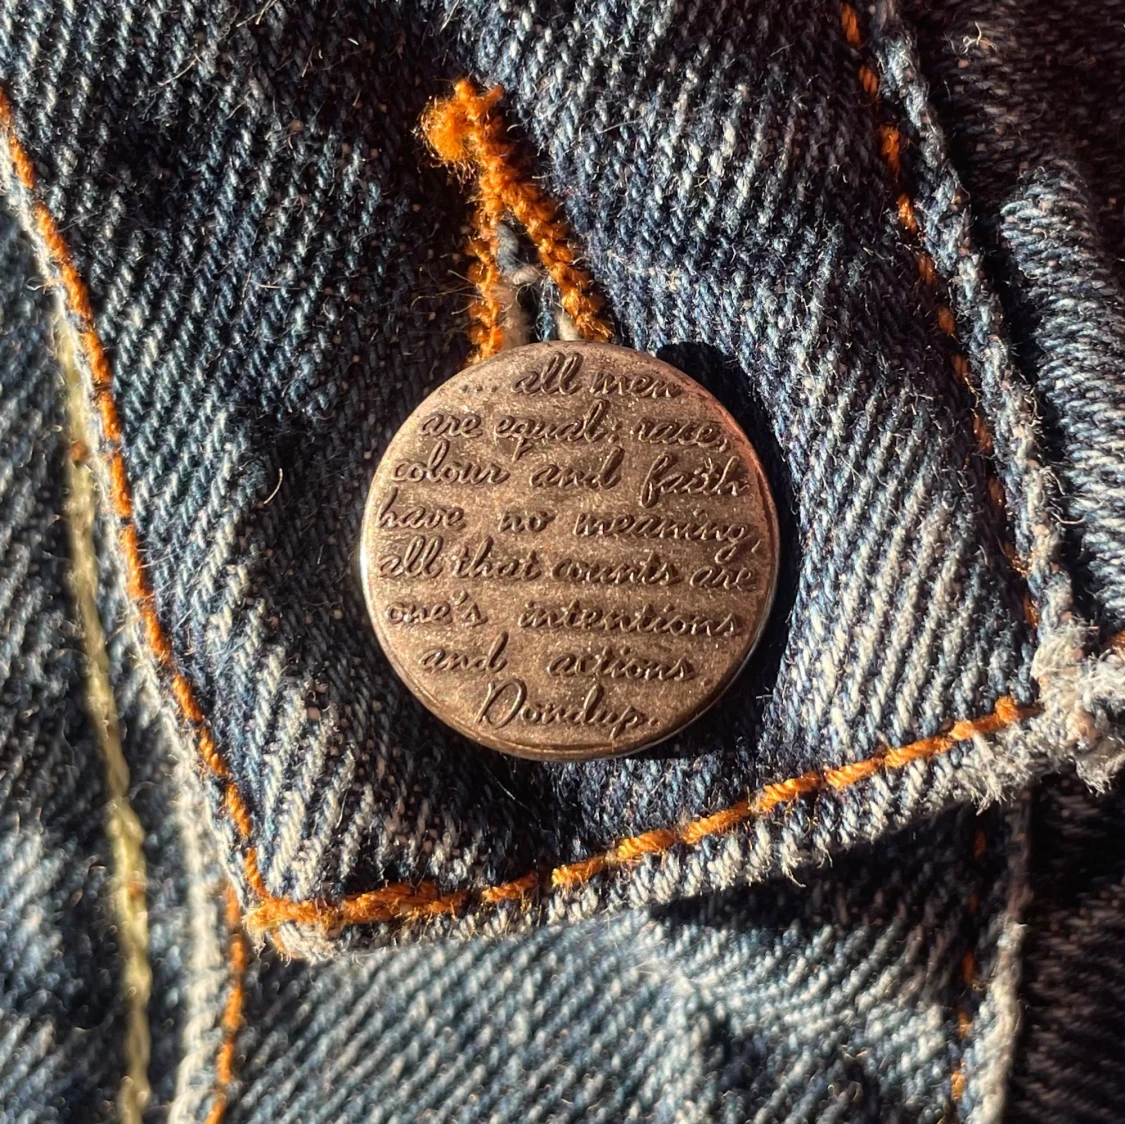 ... all men
are equal: race,
colour and faith
have no meaning,
all that counts are
one's intentions
and actions
Dondup.